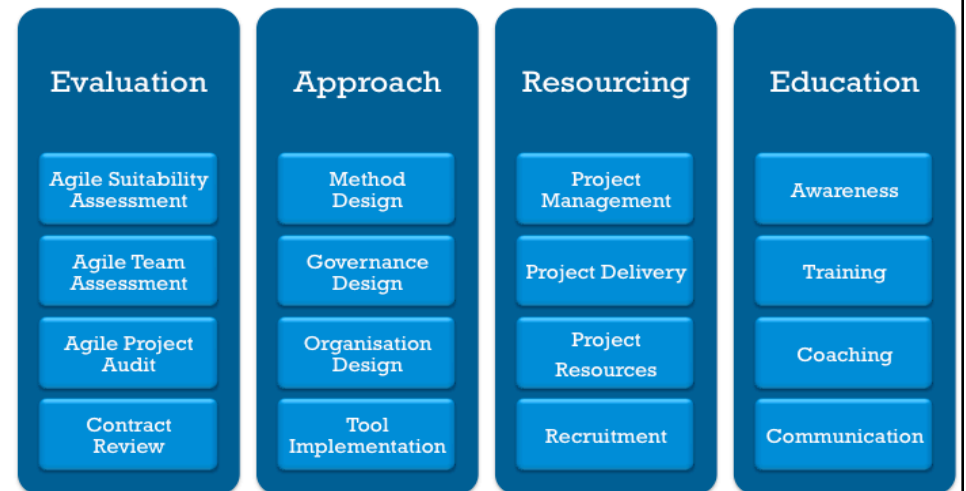 Evaluation
Agile Suitability
Assessment
Agile Team
Assessment
Agile Project
Audit
Contract
Review
Approach
Method
Design
Governance
Design
Organisation
Design
Tool
Implementation
Resourcing
Project
Management
Project Delivery
Project
Resources
Recruitment
Education
Awareness
Training
Coaching
Communication